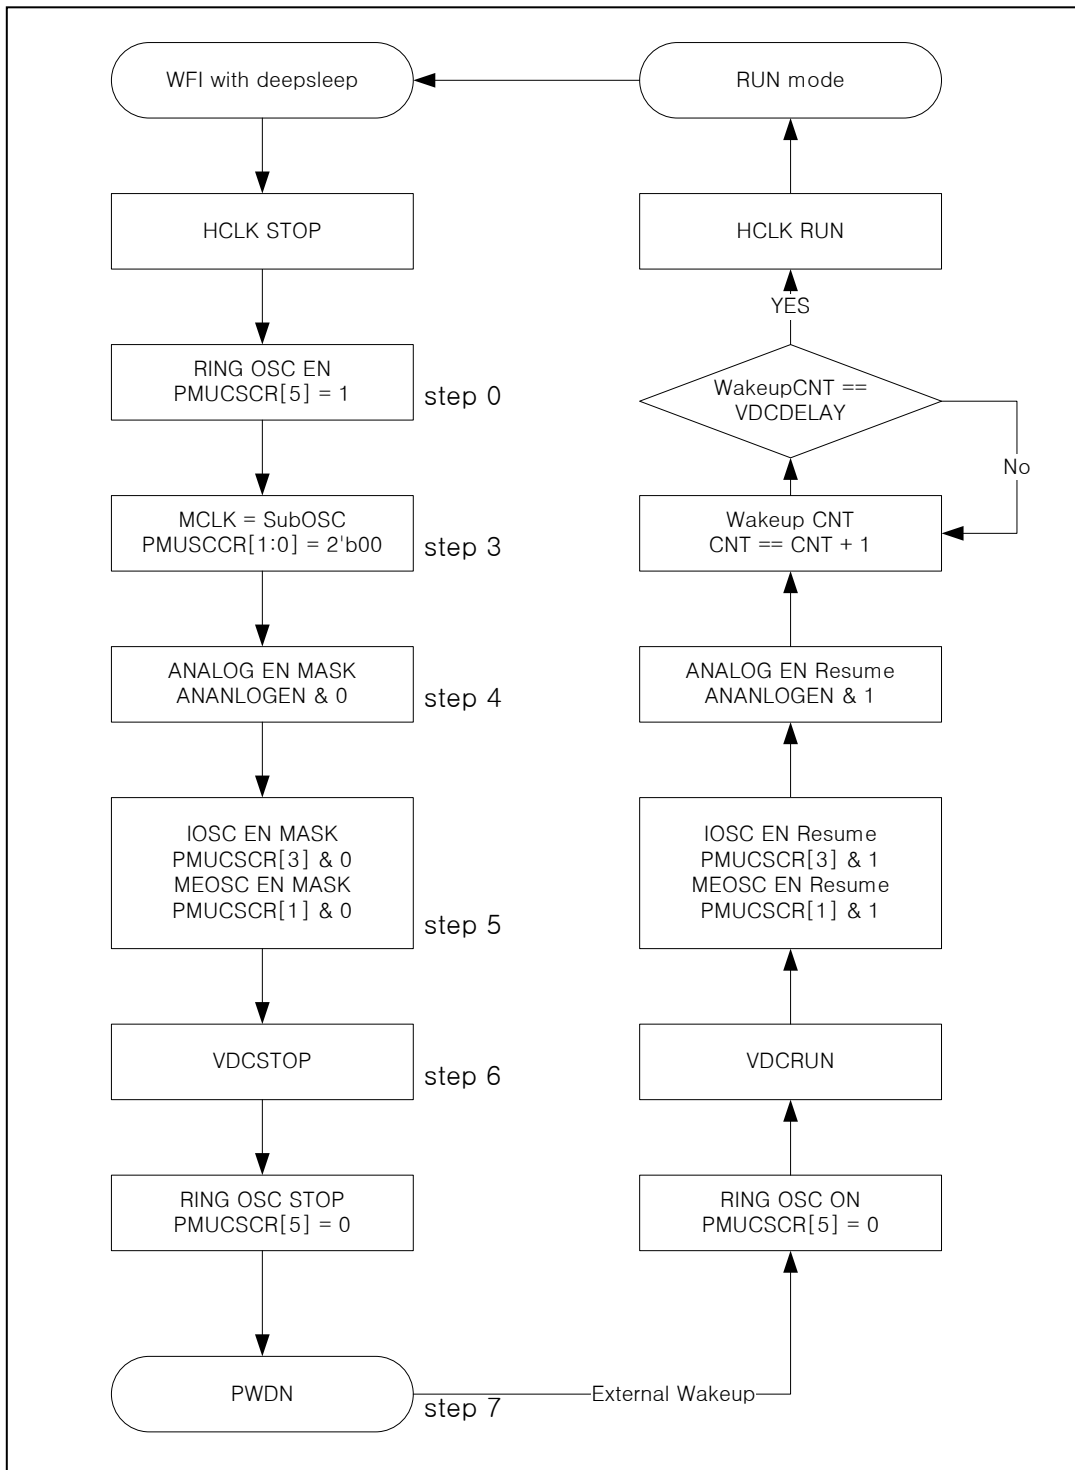 WFI with deepsleep
HCLK STOP
RING OSC EN
PMUCSCR[5] = 1
step 0
MCLK = SubOSC
PMUSCCR[1:0] = 2'b00
step 3
ANALOG EN MASK
ANANLOGEN & 0
step 4
IOSC EN MASK
PMUCSCR[3] & 0
MEOSC EN MASK
PMUCSCR[1] & 0
step 5
VDCSTOP
step 6
RING OSC STOP
PMUCSCR[5] = 0
PWDN
step 7
External Wakeup
RING OSC ON
PMUCSCR[5] = 0
VDCRUN
IOSC EN Resume
PMUCSCR[3] & 1
MEOSC EN Resume
PMUCSCR[1] & 1
ANALOG EN Resume
ANANLOGEN & 1
Wakeup CNT
CNT == CNT + 1
No
WakeupCNT ==
VDCDELAY
YES
HCLK RUN
RUN mode